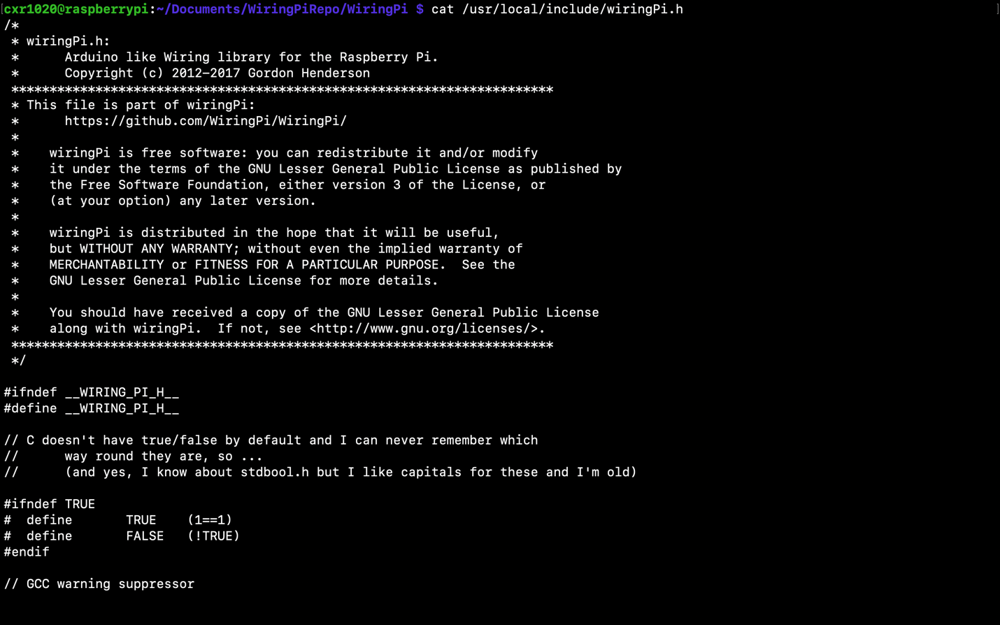 [cxr1020@raspberrypi:~/Documents/WiringPiRepo/WiringPi $ cat /usr/local/include/wiringPi.h ]
/*
 * wiringPi.h:
 *      Arduino like Wiring library for the Raspberry Pi.
 *      Copyright (c) 2012-2017 Gordon Henderson
 ***********************************************************************
 * This file is part of wiringPi:
 *      https://github.com/WiringPi/WiringPi/
 *
 *    wiringPi is free software: you can redistribute it and/or modify
 *    it under the terms of the GNU Lesser General Public License as published by
 *    the Free Software Foundation, either version 3 of the License, or
 *    (at your option) any later version.
 *
 *    wiringPi is distributed in the hope that it will be useful,
 *    but WITHOUT ANY WARRANTY; without even the implied warranty of
 *    MERCHANTABILITY or FITNESS FOR A PARTICULAR PURPOSE.  See the
 *    GNU Lesser General Public License for more details.
 *
 *    You should have received a copy of the GNU Lesser General Public License
 *    along with wiringPi.  If not, see <http://www.gnu.org/licenses/>.
 ***********************************************************************
 */

#ifndef __WIRING_PI_H__
#define __WIRING_PI_H__

// C doesn't have true/false by default and I can never remember which
//      way round they are, so ...
//      (and yes, I know about stdbool.h but I like capitals for these and I'm old)

#ifndef TRUE
#  define       TRUE    (1==1)
#  define       FALSE   (!TRUE)
#endif

// GCC warning suppressor